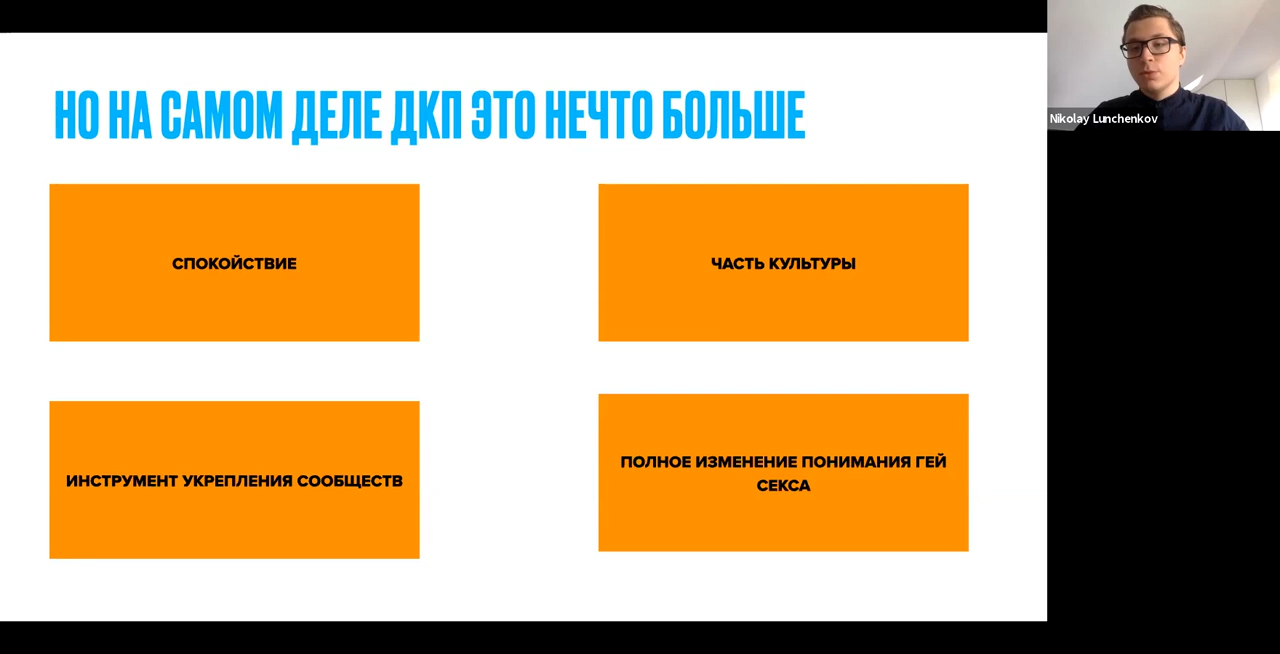 НО НА САМОМ ДЕЛЕ ДКП ЭТО НЕЧТО БОЛЬШЕ
Nikolay Lunchenkov
СПОКОЙСТВИЕ
ЧАСТЬ КУЛЬТУРЫ
ИНСТРУМЕНТ УКРЕПЛЕНИЯ СООБЩЕСТВ
ПОЛНОЕ ИЗМЕНЕНИЕ ПОНИМАНИЯ ГЕЙ
СЕКСА